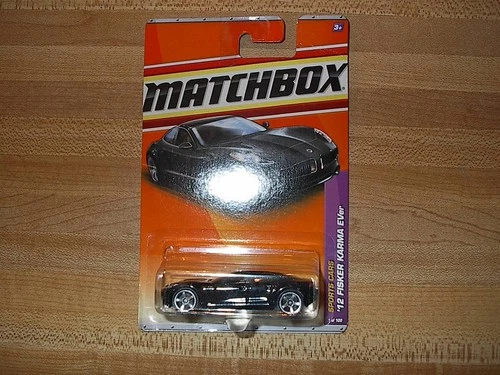 3+
MATCHBOX
SPORTS CARS
'12 FISKER KARMA EVer